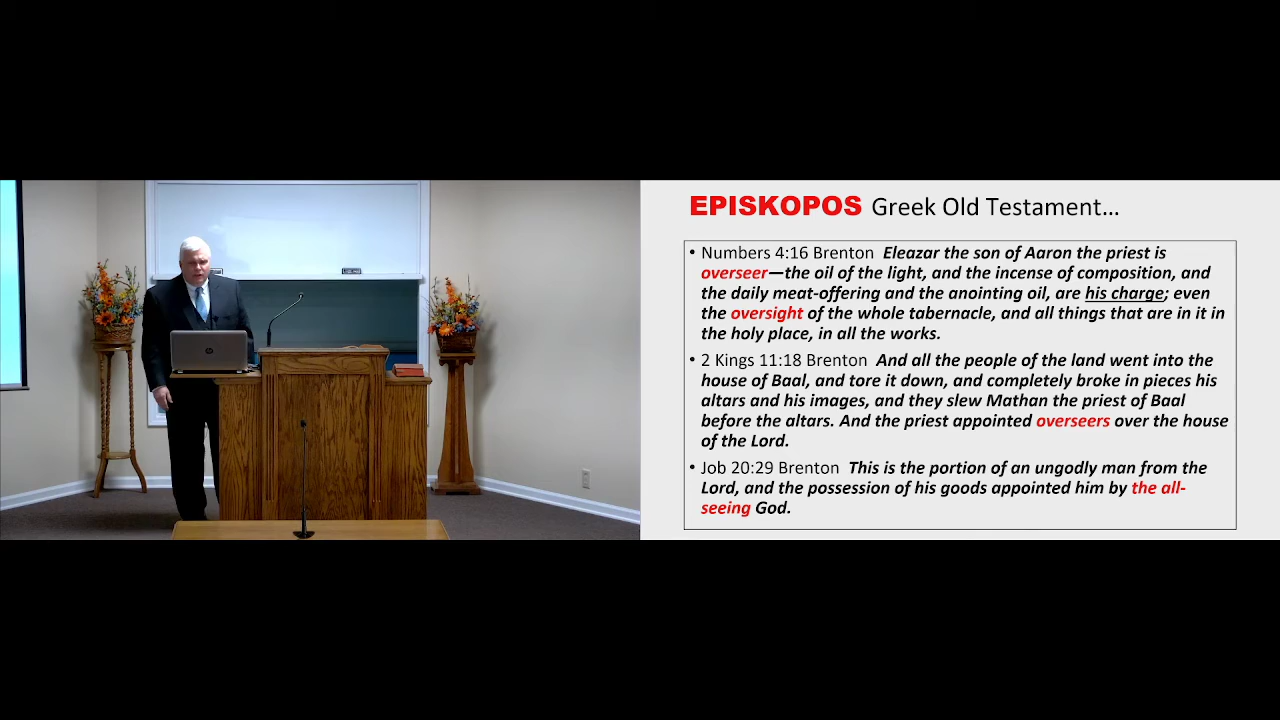 EPISKOPOS Greek Old Testament...
• Numbers 4:16 Brenton Eleazar the son of Aaron the priest is
overseer—the oil of the light, and the incense of composition, and
the daily meat-offering and the anointing oil, are his charge; even
the oversight of the whole tabernacle, and all things that are in it in
the holy place, in all the works.
• 2 Kings 11:18 Brenton And all the people of the land went into the
house of Baal, and tore it down, and completely broke in pieces his
altars and his images, and they slew Mathan the priest of Baal
before the altars. And the priest appointed overseers over the house
of the Lord.
• Job 20:29 Brenton This is the portion of an ungodly man from the
Lord, and the possession of his goods appointed him by the all-
seeing God.